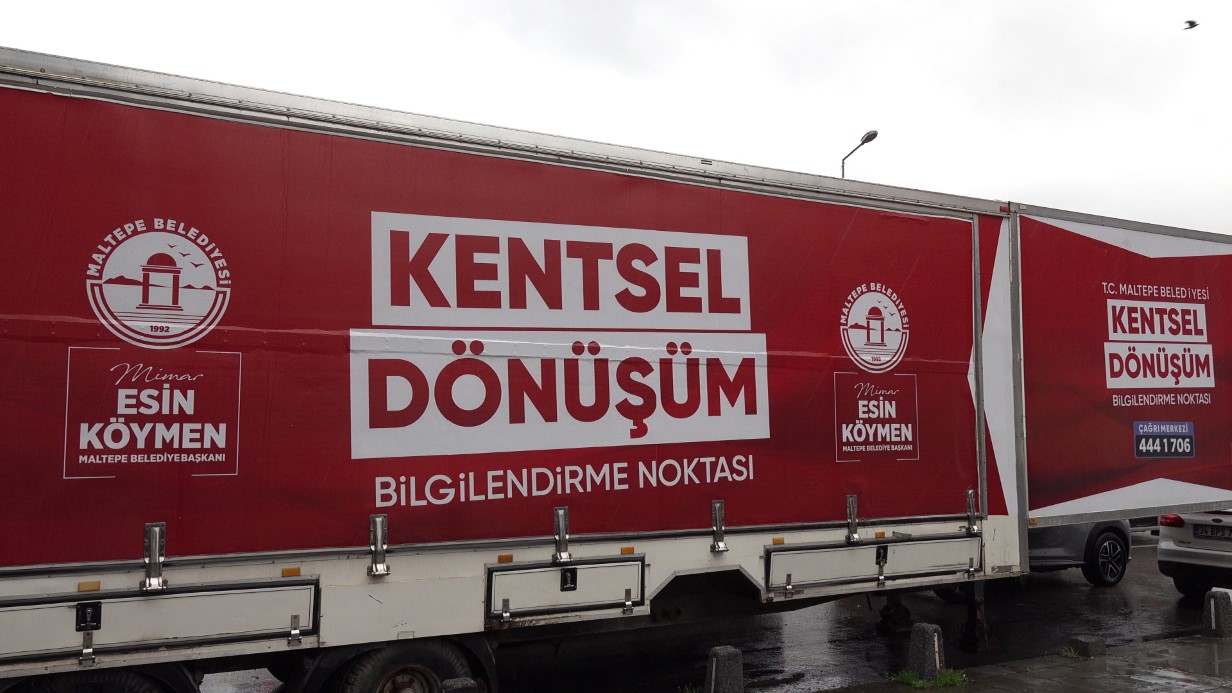 MALTEPE BELEDİYESİ
1992
Mimar
ESİN
KÖYMEN
MALTEPE BELEDİYE BAŞKANI
KENTSEL
DÖNÜŞÜM
BİLGİLENDİRME NOKTASI
MALTEPE BELEDİYESİ
1992
Mimar
ESİN
KÖYMEN
MALTEPE BELEDİYE BAŞKANI
T.C. MALTEPE BELEDİYESİ
KENTSEL
DÖNÜŞÜM
BİLGİLENDİRME NOKTASI
ÇAĞRI MERKEZİ
444 1 706